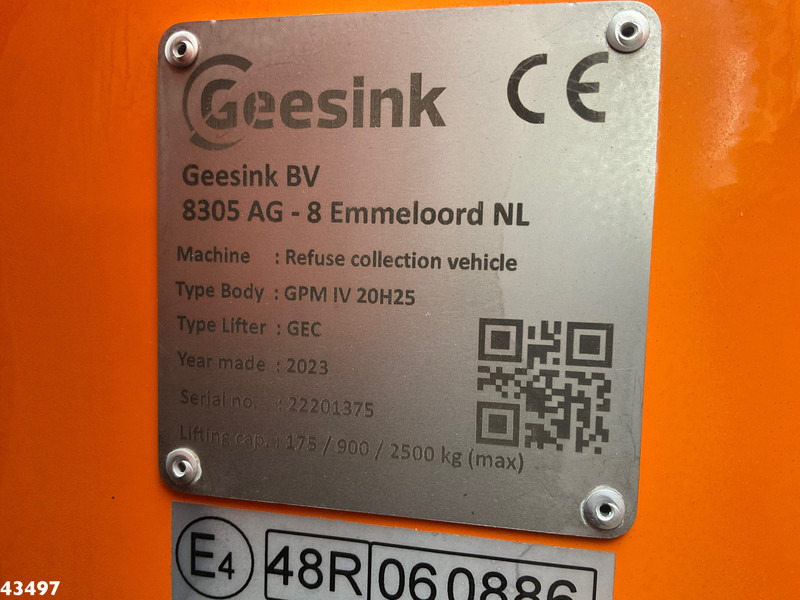 Geesink CE
Geesink BV
8305 AG - 8 Emmeloord NL
Machine : Refuse collection vehicle
Type Body : GPM IV 20H25
Type Lifter : GEC
Year made : 2023
Serial no. : 22201375
Lifting cap. : 175 / 900 / 2500 kg (max)
E4 48R 060886
43497